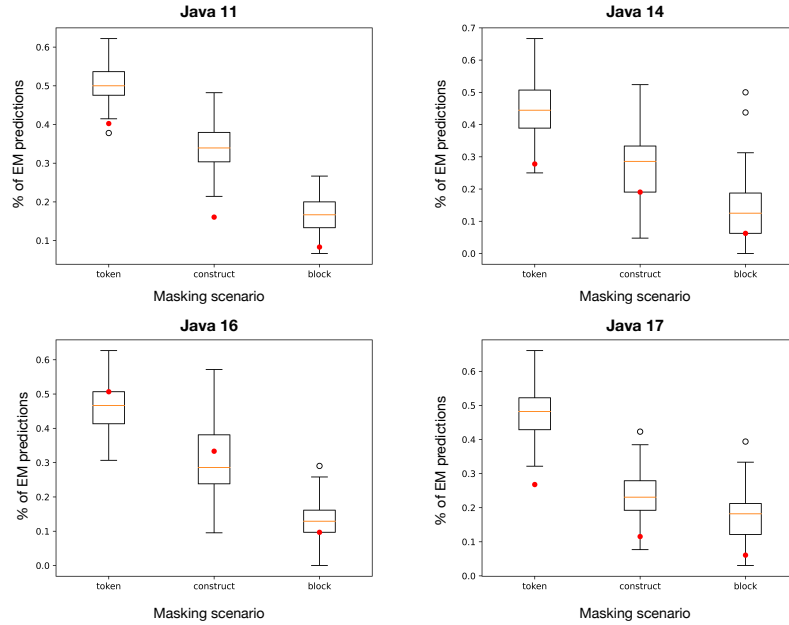 Java 11
% of EM predictions
0.6
0.5
0.4
0.3
0.2
0.1
token construct block
Masking scenario
Java 14
% of EM predictions
0.7
0.6
0.5
0.4
0.3
0.2
0.1
0.0
token construct block
Masking scenario
Java 16
% of EM predictions
0.6
0.5
0.4
0.3
0.2
0.1
0.0
token construct block
Masking scenario
Java 17
% of EM predictions
0.6
0.5
0.4
0.3
0.2
0.1
0.0
token construct block
Masking scenario